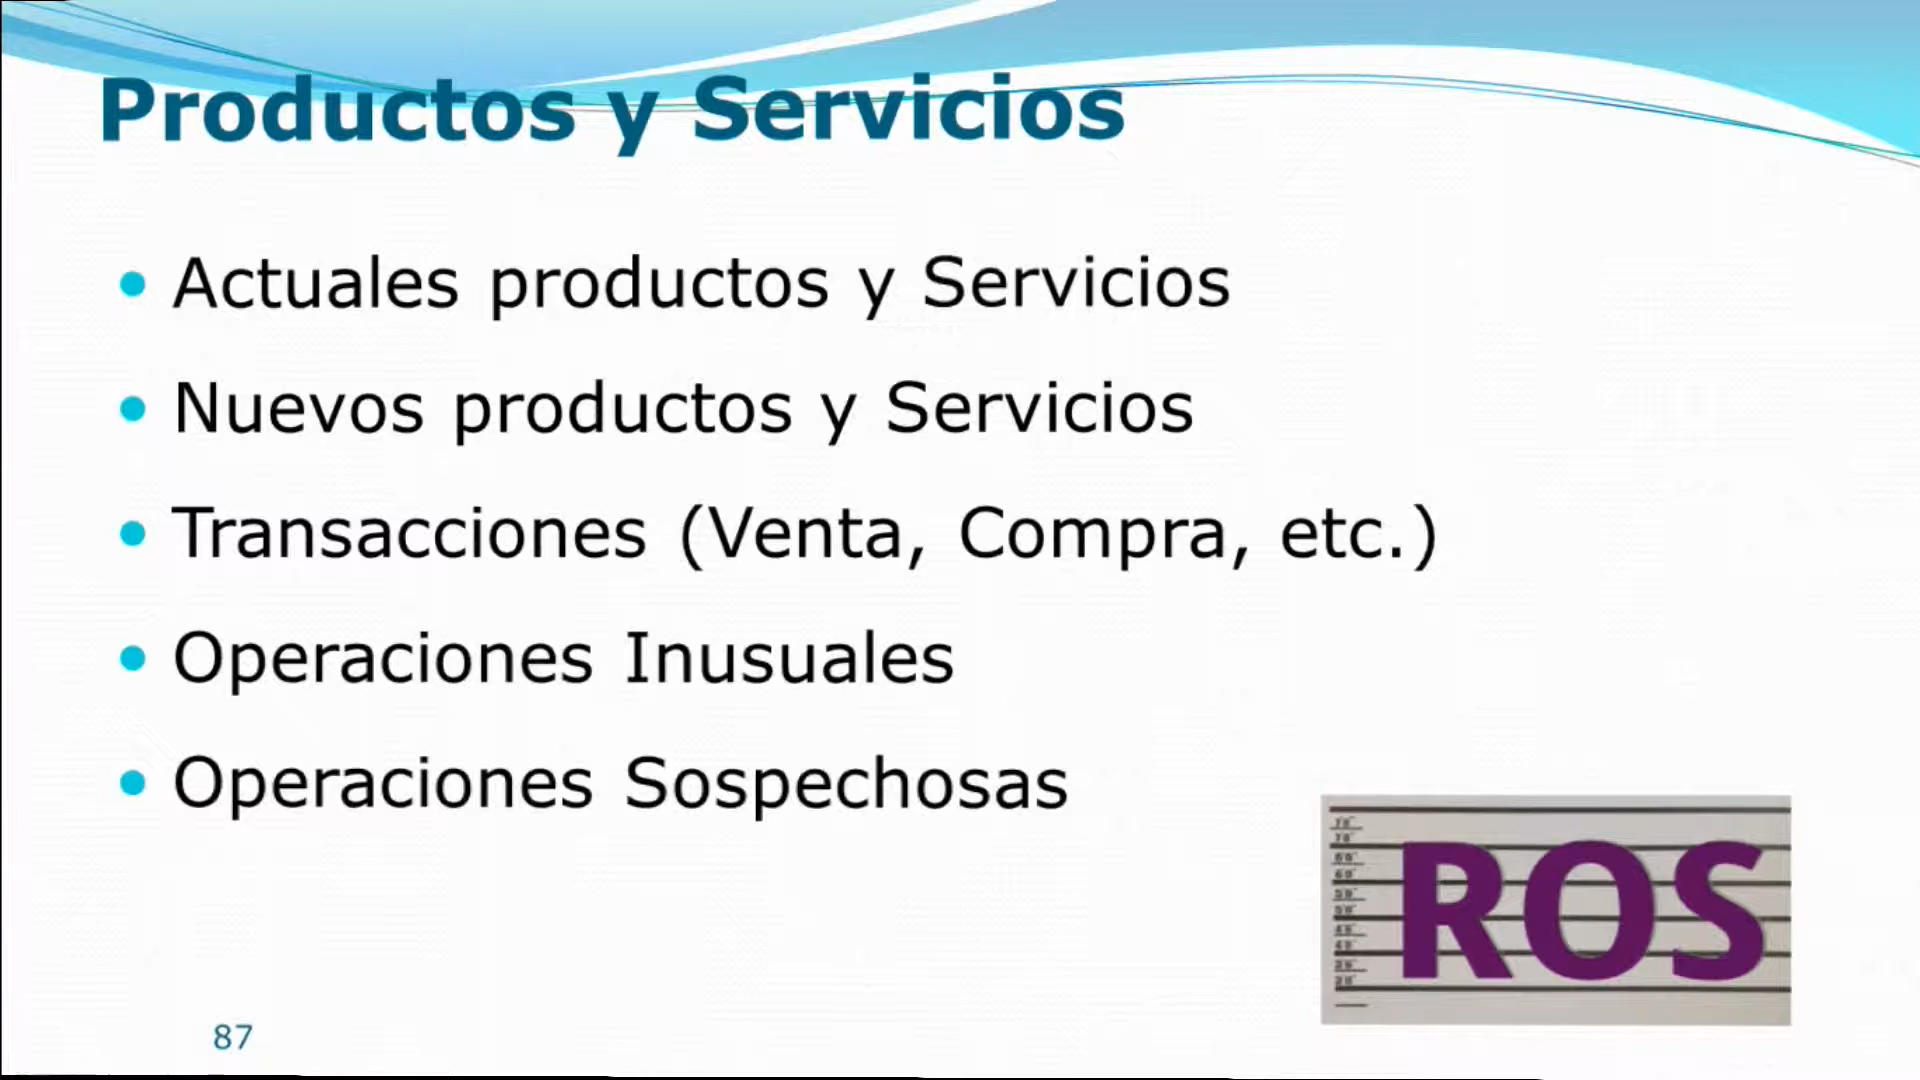 Productos y Servicios
Actuales productos y Servicios
Nuevos productos y Servicios
Transacciones (Venta, Compra, etc.)
Operaciones Inusuales
Operaciones Sospechosas
ROS
87